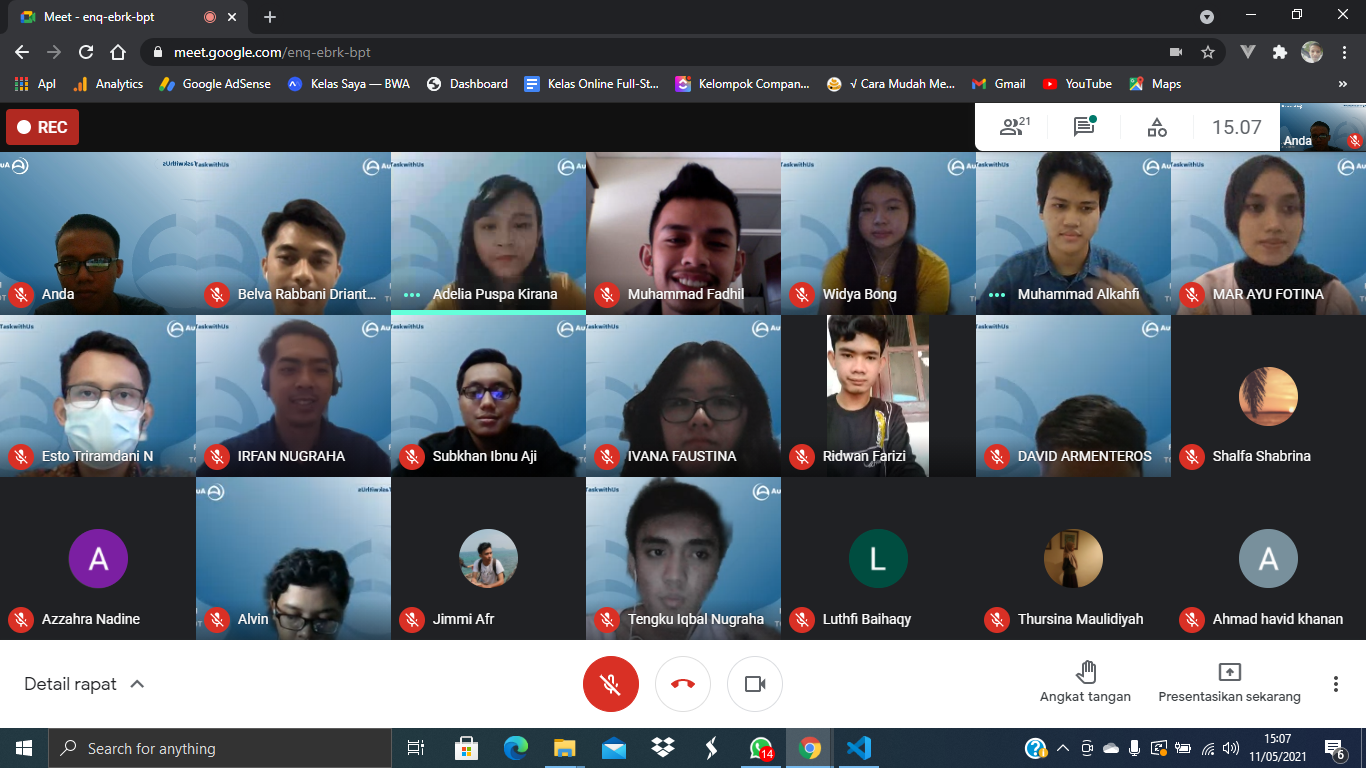 Meet - enq-ebrk-bpt
meet.google.com/enq-ebrk-bpt
Apl
Analytics
Google AdSense
Kelas Saya — BWA
Dashboard
Kelas Online Full-St...
Kelompok Compan...
√ Cara Mudah Me...
Gmail
YouTube
Maps
»
REC
21
15.07
Anda
Anda
TaskwithUs
Belva Rabbani Driant...
Adelia Puspa Kirana
Muhammad Fadhil
Widya Bong
Muhammad Alkahfi
MAR AYU FOTINA
TaskwithUs
Esto Triramdani N
IRFAN NUGRAHA
Subkhan Ibnu Aji
IVANA FAUSTINA
Ridwan Farizi
DAVID ARMENTEROS
Shalfa Shabrina
A
Azzahra Nadine
Alvin
Jimmi Afr
Tengku Iqbal Nugraha
L
Luthfi Baihaqy
Thursina Maulidiyah
A
Ahmad havid khanan
Detail rapat
Angkat tangan
Presentasikan sekarang
Search for anything
14
15:07
11/05/2021
6